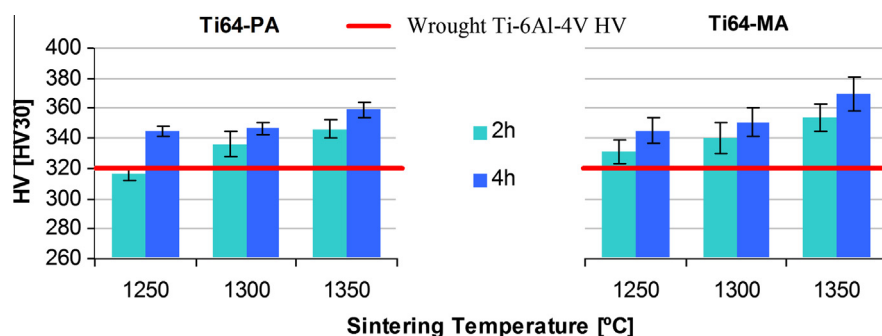 Ti64-PA
Wrought Ti-6Al-4V HV
Ti64-MA
HV [HV30]
400
380
360
340
320
300
280
260
2h
4h
1250 1300 1350
1250 1300 1350
Sintering Temperature [ºC]